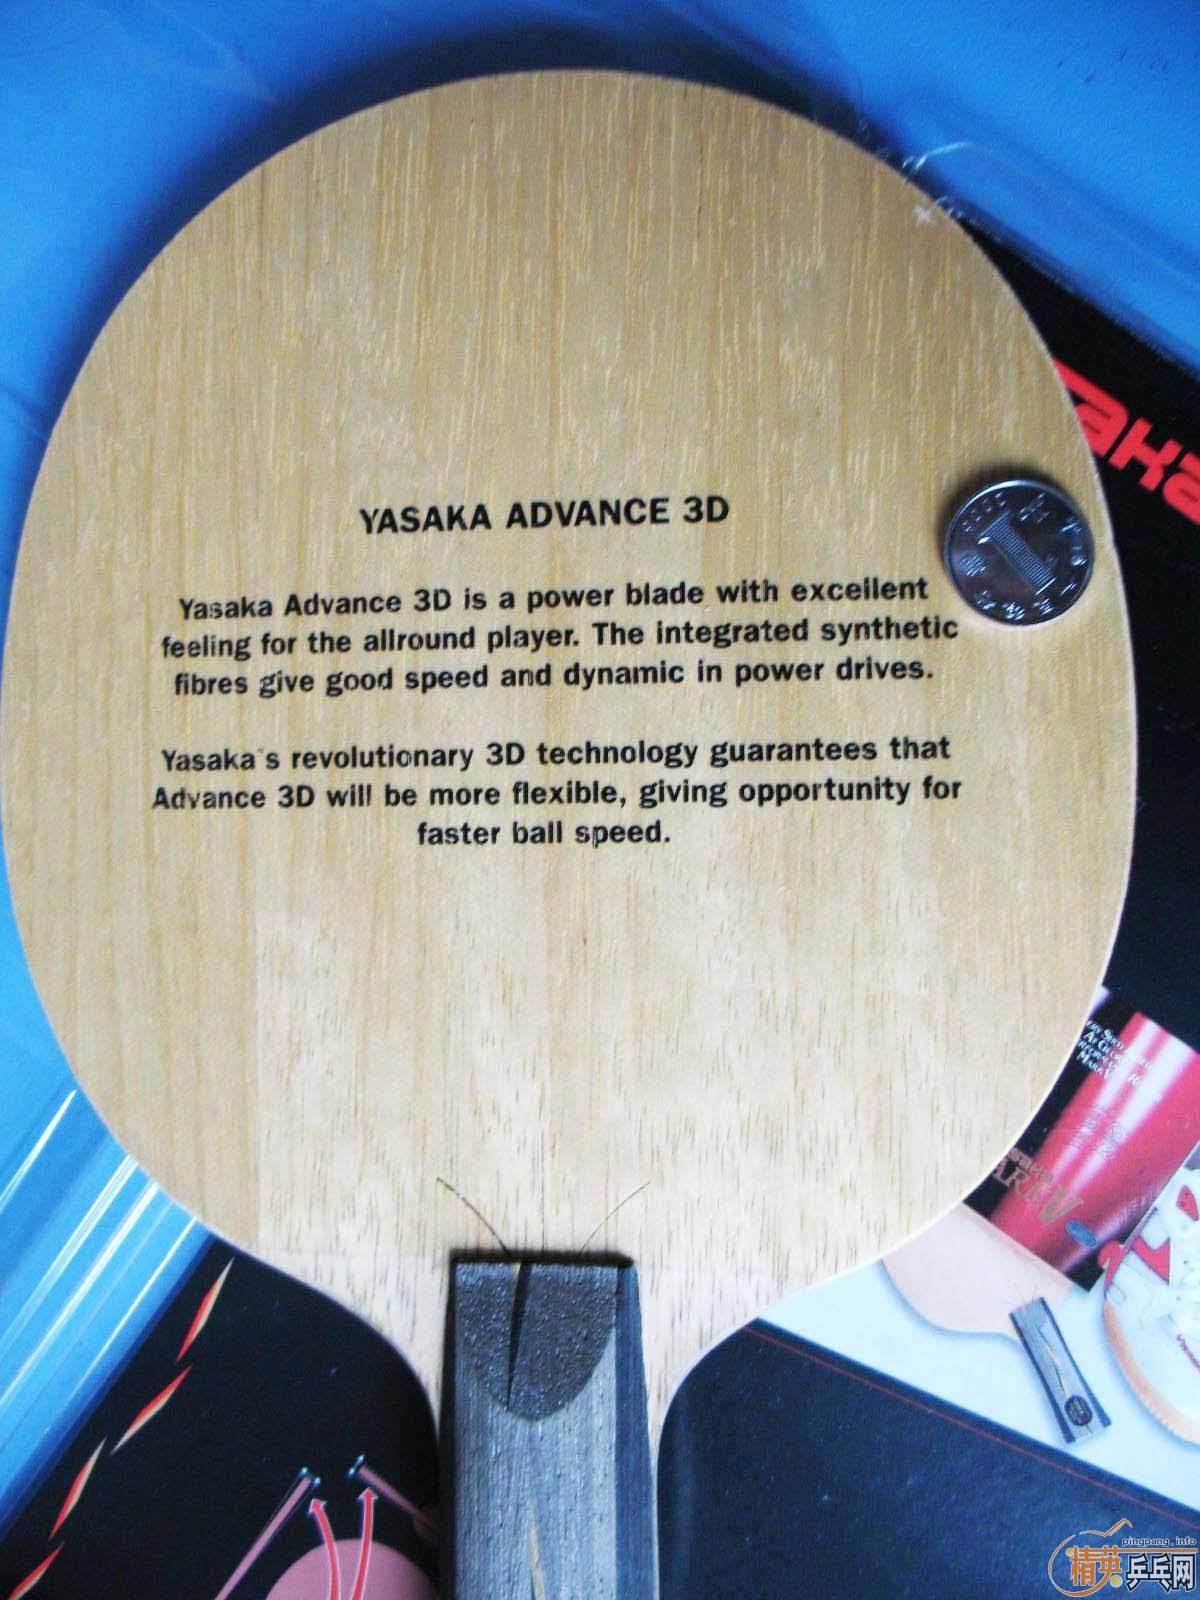 YASAKA ADVANCE 3D
Yasaka Advance 3D is a power blade with excellent
feeling for the allround player. The integrated synthetic
fibres give good speed and dynamic in power drives.
Yasaka's revolutionary 3D technology guarantees that
Advance 3D will be more flexible, giving opportunity for
faster ball speed.
aka
pingpang.info
精英乒乓网